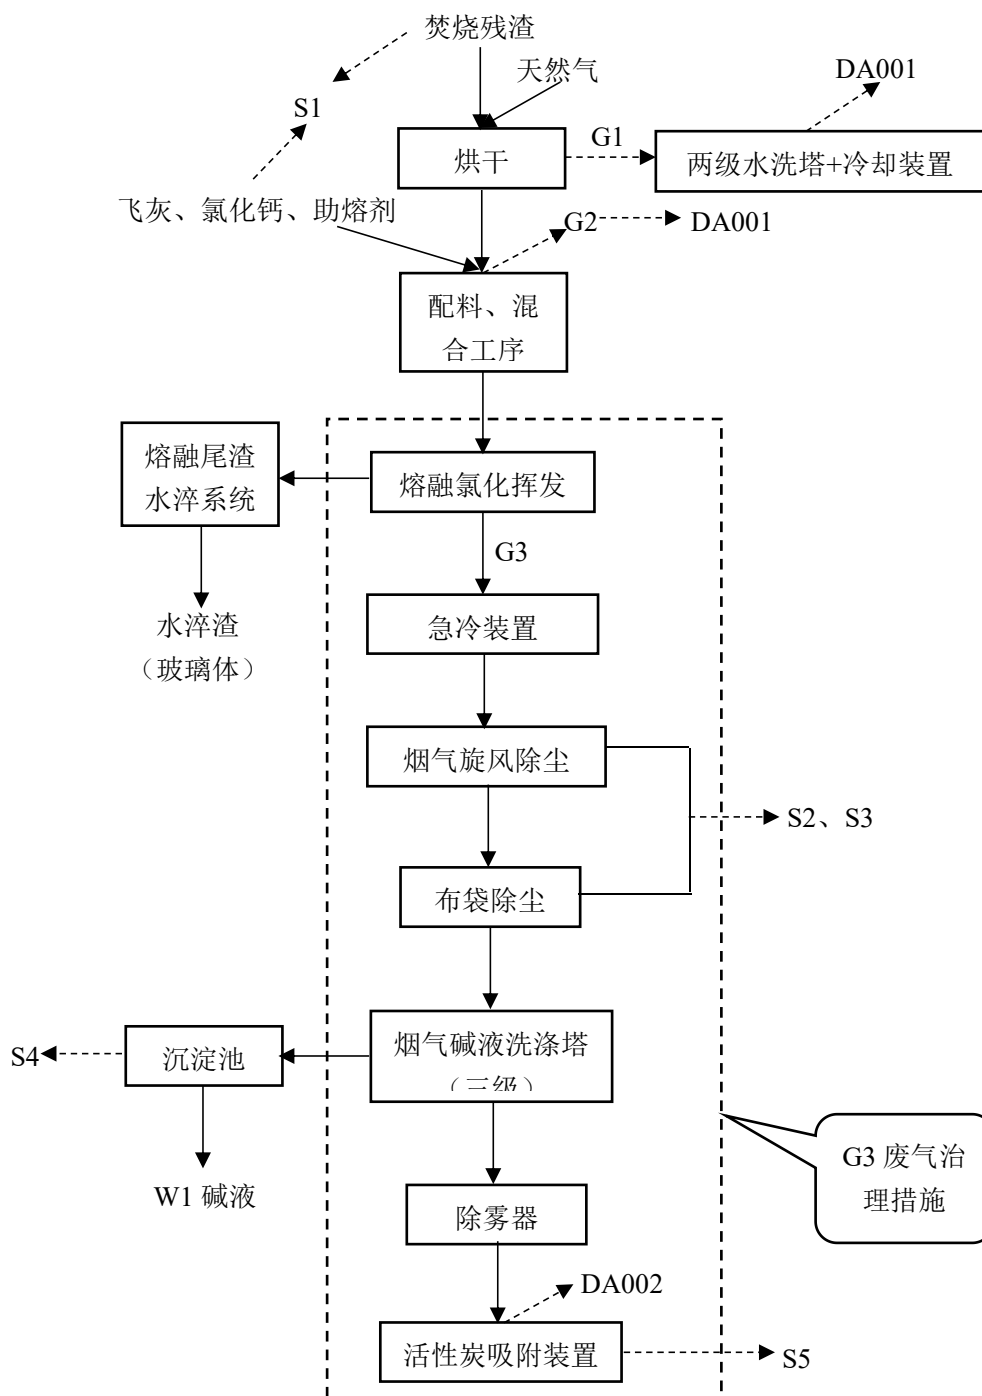 焚烧残渣
天然气
DA001
S1
G1
烘干
两级水洗塔+冷却装置
飞灰、氯化钙、助熔剂
G2
DA001
配料、混
合工序
熔融尾渣
水淬系统
熔融氯化挥发
G3
水淬渣
（玻璃体）
急冷装置
烟气旋风除尘
S2、S3
布袋除尘
烟气碱液洗涤塔
（三级）
沉淀池
S4
W1 碱液
G3 废气治
理措施
除雾器
DA002
活性炭吸附装置
S5